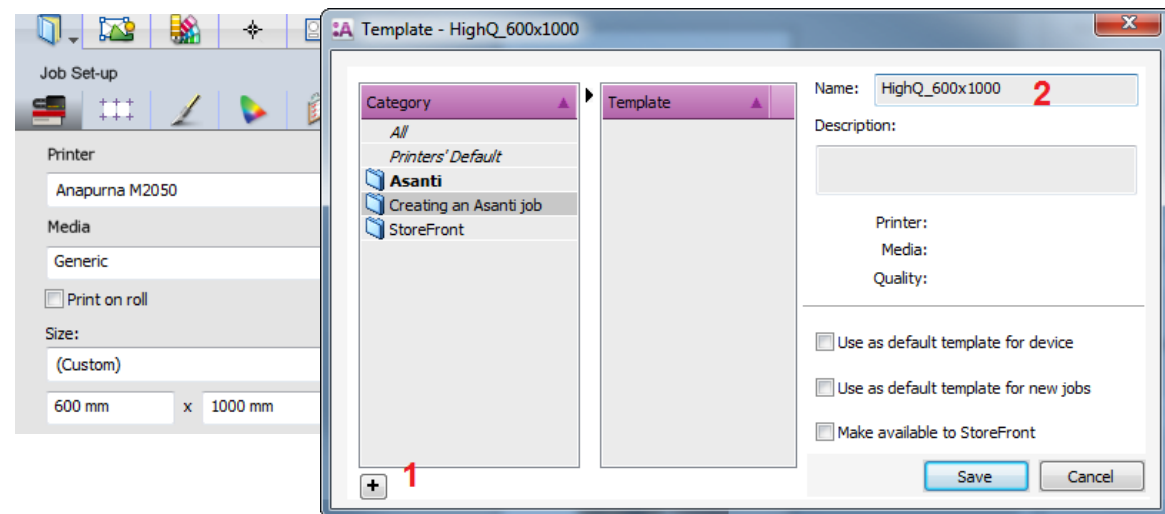 Job Set-up
Printer
Anapurna M2050
Media
Generic
Print on roll
Size:
(Custom)
600 mm x 1000 mm
:A Template - HighQ_600x1000
Category
All
Printers' Default
Asanti
Creating an Asanti job
StoreFront
1
Template
Name: HighQ_600x1000 2
Description:
Printer:
Media:
Quality:
Use as default template for device
Use as default template for new jobs
Make available to StoreFront
Save Cancel